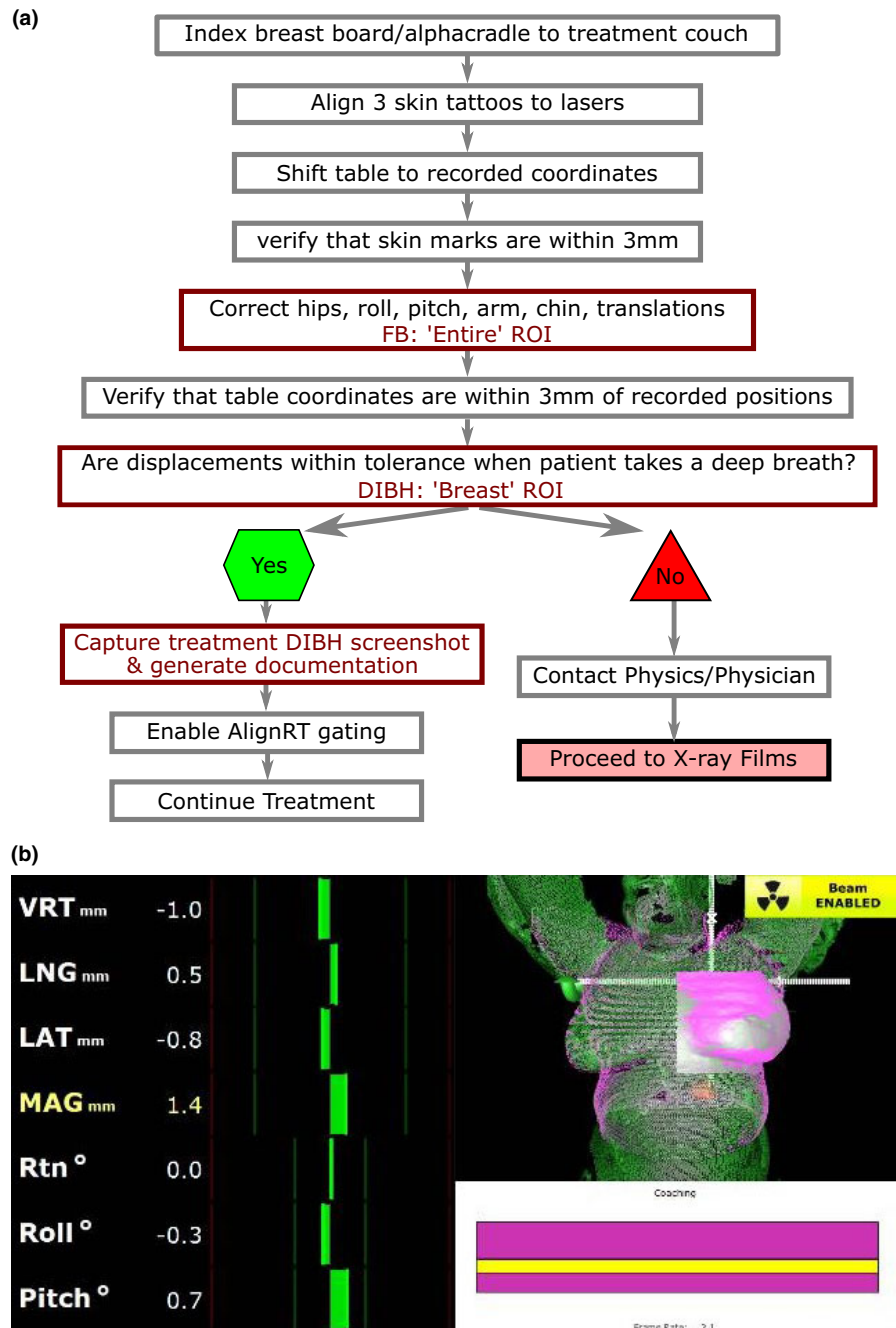 (a)
Index breast board/alphacradle to treatment couch
Align 3 skin tattoos to lasers
Shift table to recorded coordinates
verify that skin marks are within 3mm
Correct hips, roll, pitch, arm, chin, translations
FB: 'Entire' ROI
Verify that table coordinates are within 3mm of recorded positions
Are displacements within tolerance when patient takes a deep breath?
DIBH: 'Breast' ROI
Yes
No
Capture treatment DIBH screenshot
& generate documentation
Contact Physics/Physician
Enable AlignRT gating
Proceed to X-ray Films
Continue Treatment
(b)
VRT mm -1.0
LNG mm 0.5
LAT mm -0.8
MAG mm 1.4
Rtn ° 0.0
Roll ° -0.3
Pitch ° 0.7
Beam
ENABLED
Coaching
Frame Rate: